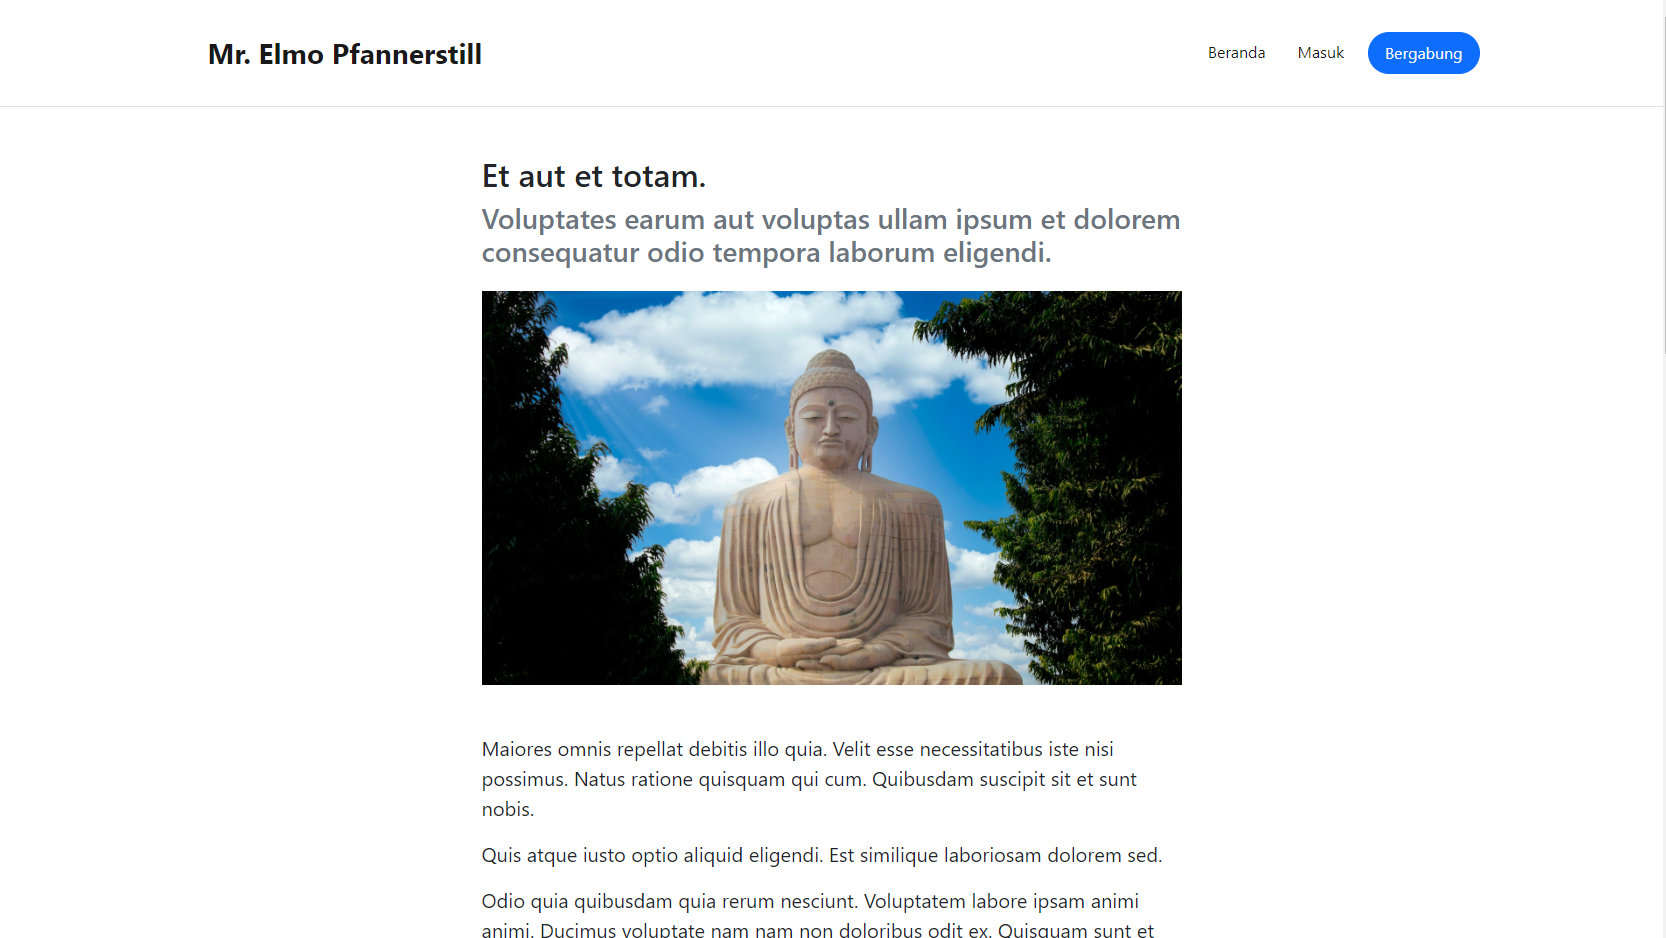 Mr. Elmo Pfannerstill
Beranda
Masuk
Bergabung
Et aut et totam.
Voluptates earum aut voluptas ullam ipsum et dolorem
consequatur odio tempora laborum eligendi.
Maiores omnis repellat debitis illo quia. Velit esse necessitatibus iste nisi
possimus. Natus ratione quisquam qui cum. Quibusdam suscipit sit et sunt
nobis.
Quis atque iusto optio aliquid eligendi. Est similique laboriosam dolorem sed.
Odio quia quibusdam quia rerum nesciunt. Voluptatem labore ipsam animi
animi. Ducimus voluptate nam nam non doloribus odit ex. Quisquam sunt et